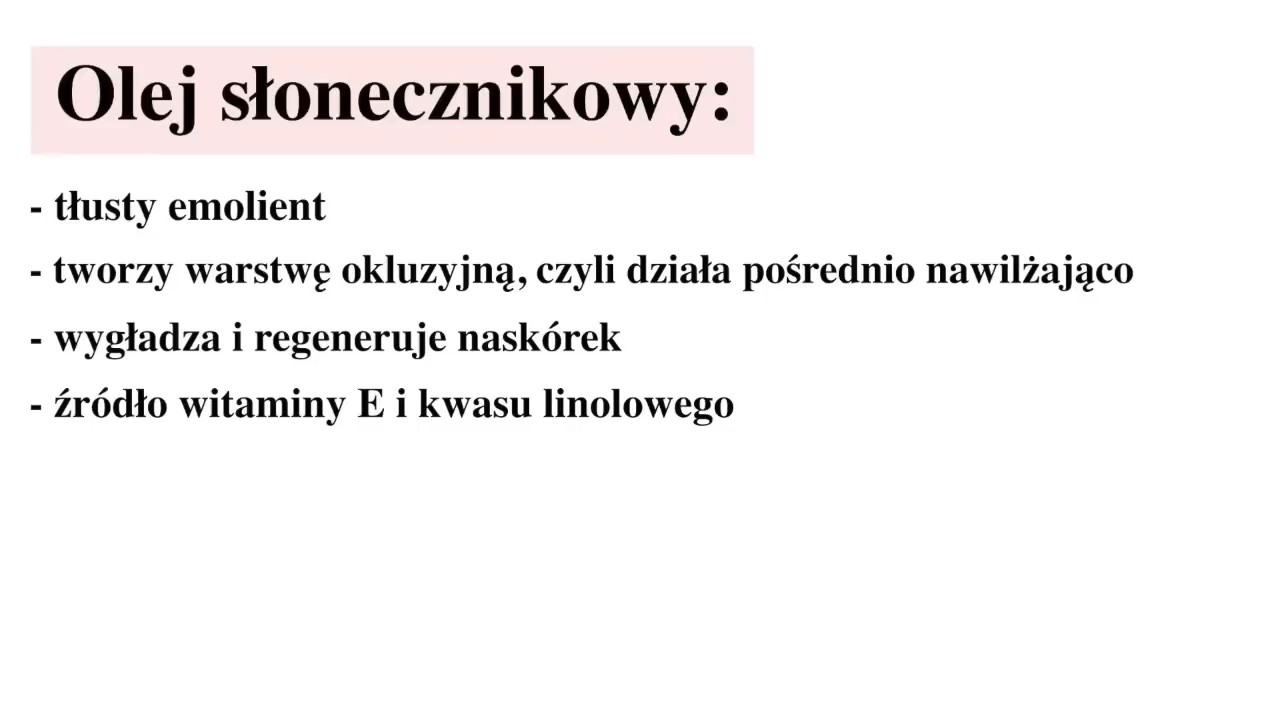 Olej słonecznikowy:
- tłusty emolient
- tworzy warstwę okluzyjną, czyli działa pośrednio nawilżająco
- wygładza i regeneruje naskórek
- źródło witaminy E i kwasu linolowego